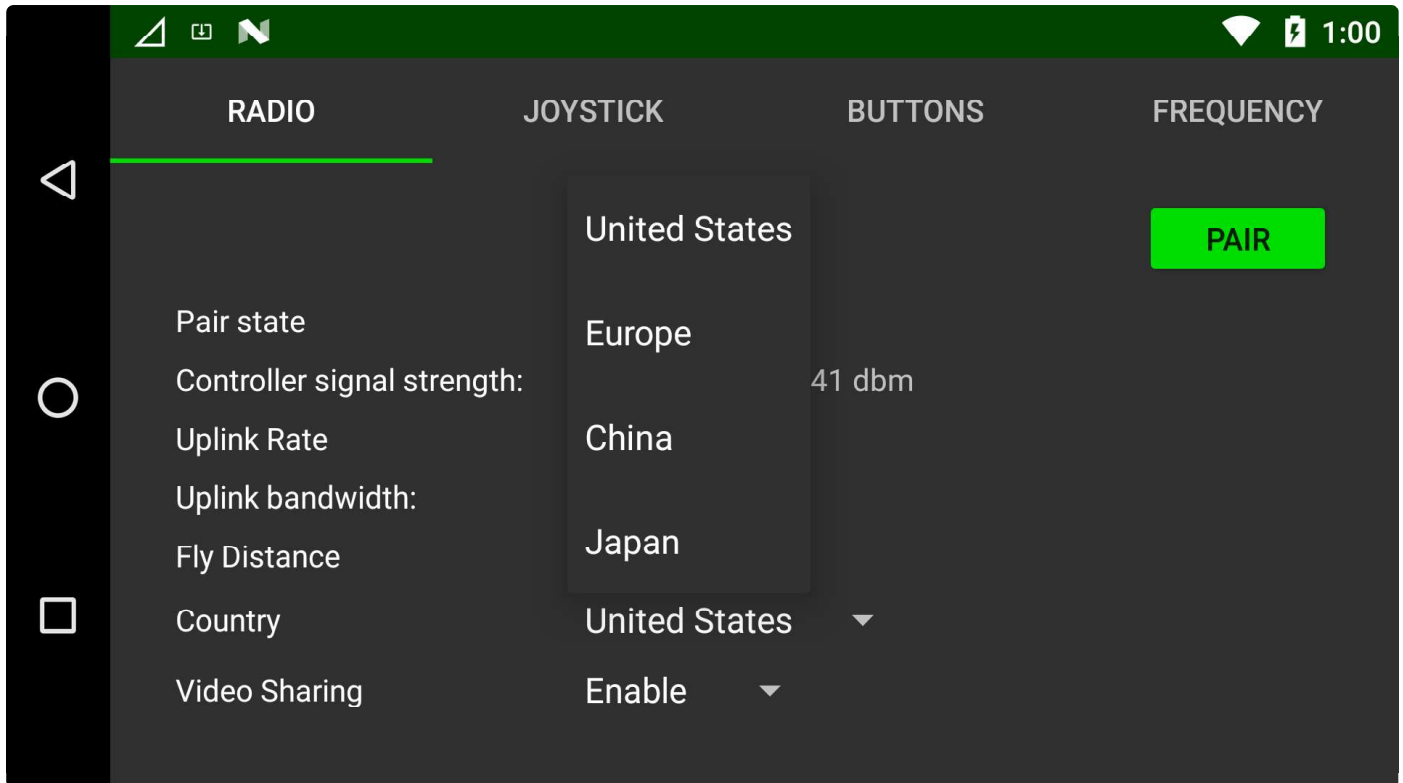 1:00
RADIO JOYSTICK BUTTONS FREQUENCY
United States
PAIR
Pair state
Europe
Controller signal strength: 41 dbm
China
Uplink Rate
Uplink bandwidth:
Japan
Fly Distance
Country United States
Video Sharing Enable